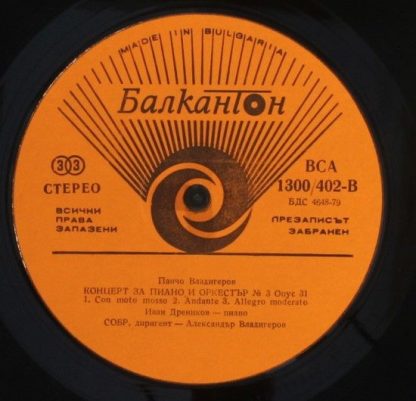 MADE IN BULGARIA
БалканТон
33
СТЕРЕО
ВСИЧКИ
ПРАВА
ЗАПАЗЕНИ
ВСА
1300/402-В
БДС 4648-79
ПРЕЗАПИСЪТ
ЗАБРАНЕН
Панчо Владигеров
КОНЦЕРТ ЗА ПИАНО И ОРКЕСТЪР № 3 Опус 31
1. Con moto mosso 2. Andante 3. Allegro moderato
Иван Дреников — пиано
СОБР, диригент — Александър Владигеров